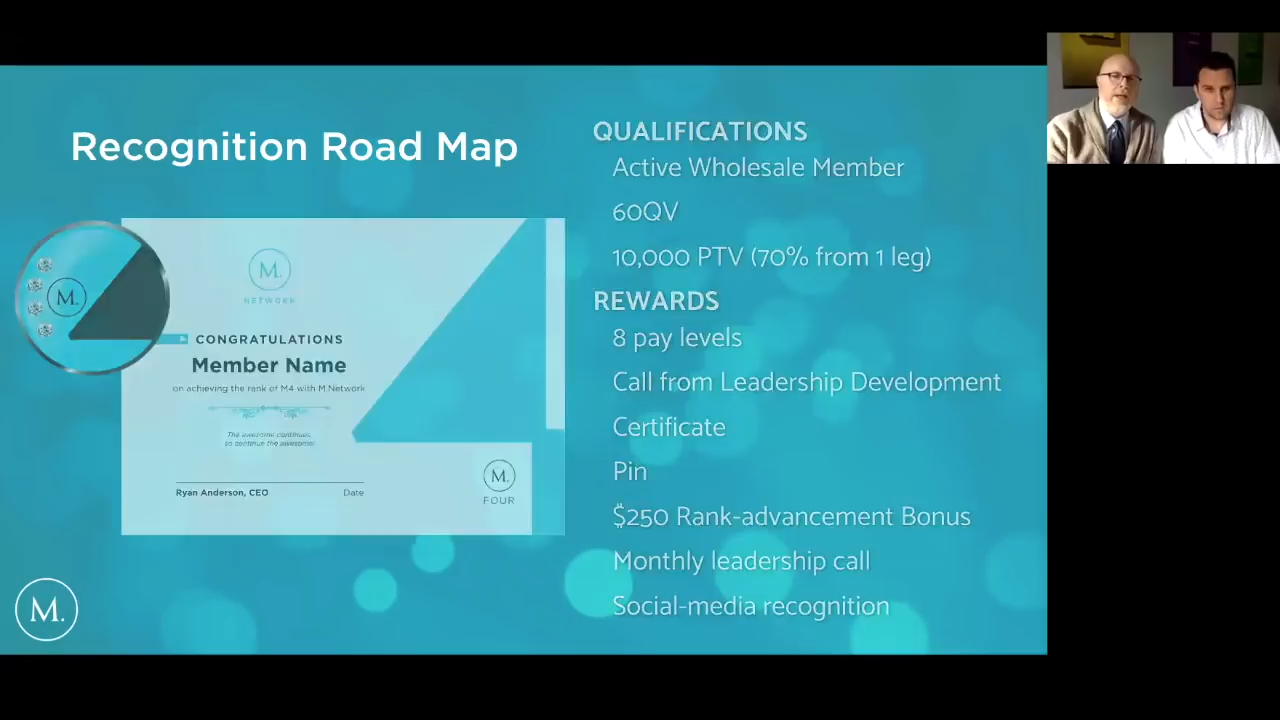 Recognition Road Map
M.
M.
NETWORK
CONGRATULATIONS
Member Name
on achieving the rank of M4 with M.Network
The awesome continues,
so continue the awesome!
Ryan Anderson, CEO
Date
M.
FOUR
M.
QUALIFICATIONS
Active Wholesale Member
60QV
10,000 PTV (70% from 1 leg)
REWARDS
8 pay levels
Call from Leadership Development
Certificate
Pin
$250 Rank-advancement Bonus
Monthly leadership call
Social-media recognition